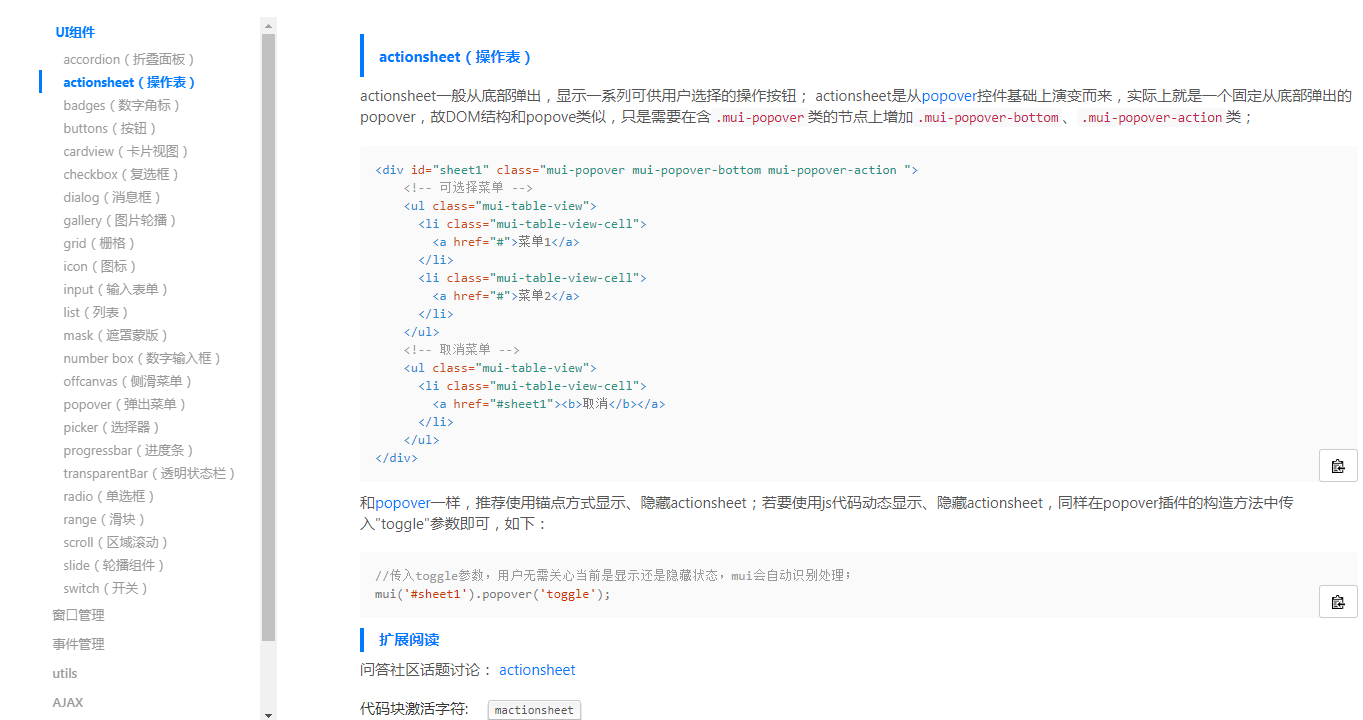 UI组件
accordion（折叠面板）
actionsheet（操作表）
badges（数字角标）
buttons（按钮）
cardview（卡片视图）
checkbox（复选框）
dialog（消息框）
gallery（图片轮播）
grid（栅格）
icon（图标）
input（输入表单）
list（列表）
mask（遮罩蒙版）
number box（数字输入框）
offcanvas（侧滑菜单）
popover（弹出菜单）
picker（选择器）
progressbar（进度条）
transparentBar（透明状态栏）
radio（单选框）
range（滑块）
scroll（区域滚动）
slide（轮播组件）
switch（开关）
窗口管理
事件管理
utils
AJAX
actionsheet（操作表）
actionsheet一般从底部弹出，显示一系列可供用户选择的操作按钮； actionsheet是从popover控件基础上演变而来，实际上就是一个固定从底部弹出的
popover，故DOM结构和popove类似，只是需要在含 .mui-popover 类的节点上增加 .mui-popover-bottom 、 .mui-popover-action 类；
<div id="sheet1" class="mui-popover mui-popover-bottom mui-popover-action ">
<!-- 可选择菜单 -->
<ul class="mui-table-view">
<li class="mui-table-view-cell">
<a href="#">菜单1</a>
</li>
<li class="mui-table-view-cell">
<a href="#">菜单2</a>
</li>
</ul>
<!-- 取消菜单 -->
<ul class="mui-table-view">
<li class="mui-table-view-cell">
<a href="#sheet1"><b>取消</b></a>
</li>
</ul>
</div>
和popover一样，推荐使用锚点方式显示、隐藏actionsheet；若要使用js代码动态显示、隐藏actionsheet，同样在popover插件的构造方法中传
入"toggle"参数即可，如下：
//传入toggle参数，用户无需关心当前是显示还是隐藏状态，mui会自动识别处理；
mui('#sheet1').popover('toggle');
扩展阅读
问答社区话题讨论： actionsheet
代码块激活字符: mactionsheet